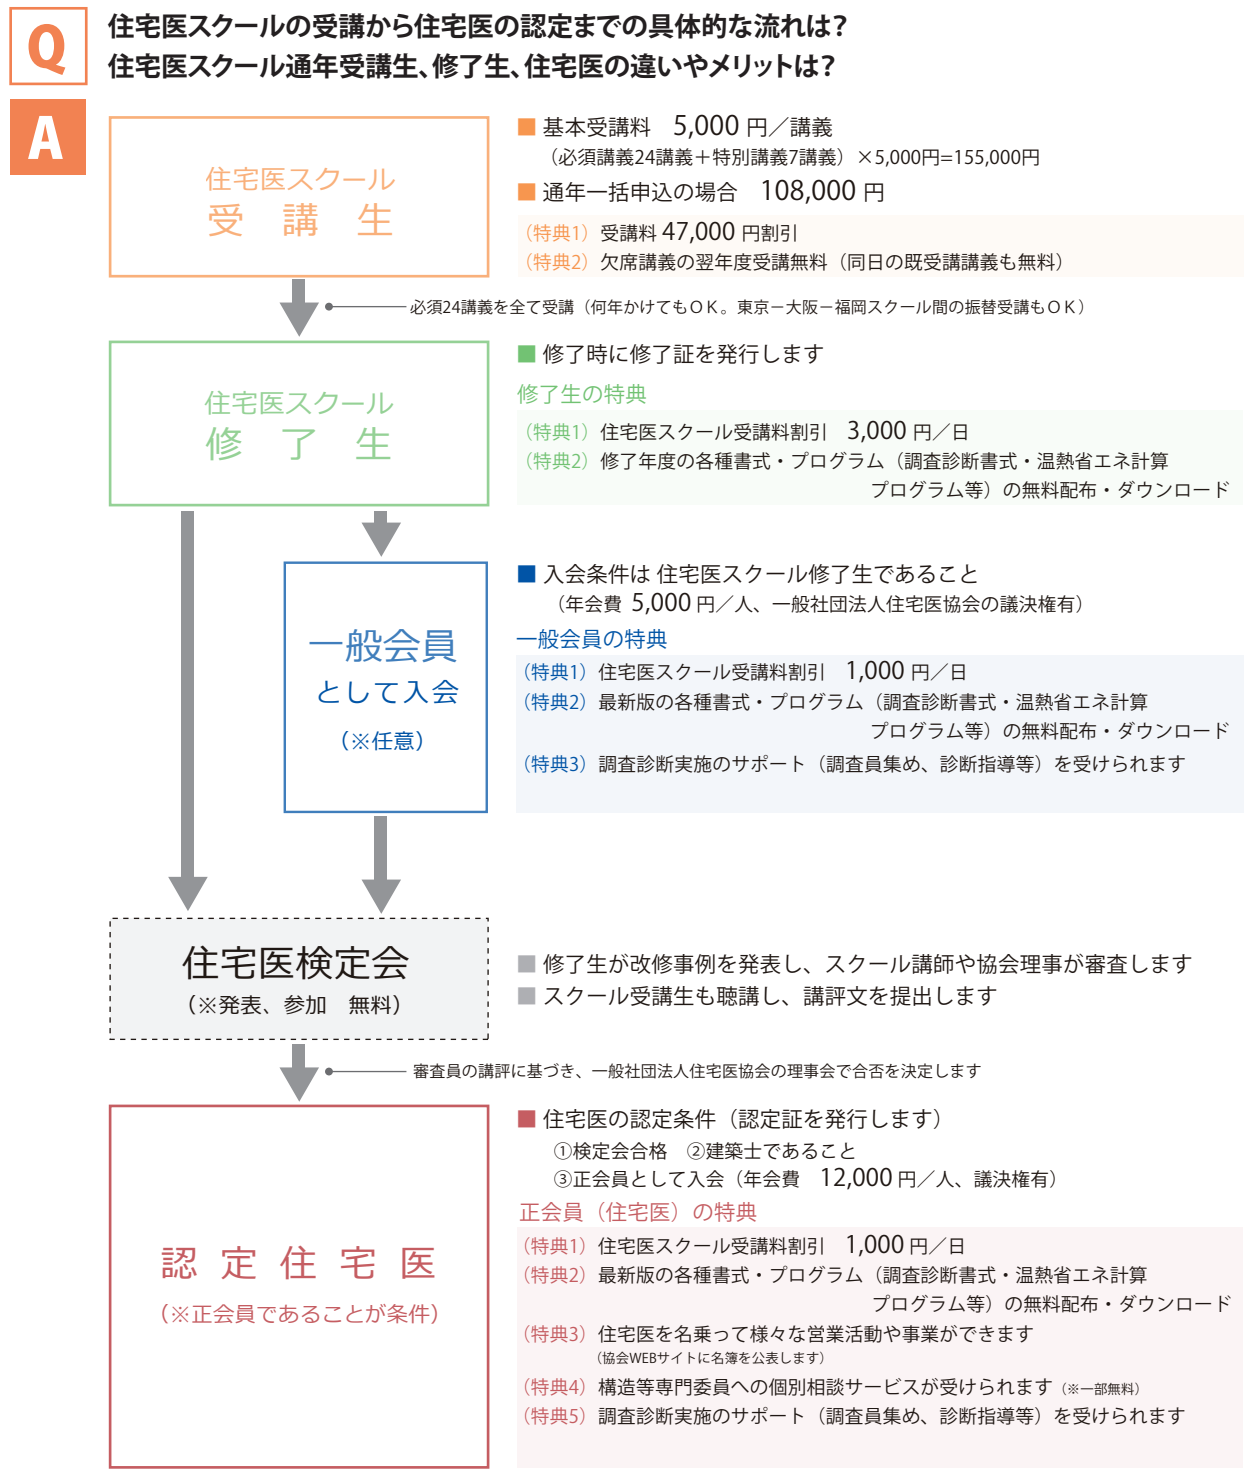 Q
住宅医スクールの受講から住宅医の認定までの具体的な流れは？
住宅医スクール通年受講生、修了生、住宅医の違いやメリットは？
A
住宅医スクール
受 講 生
■ 基本受講料　5,000 円／講義
（必須講義24講義＋特別講義7講義）×5,000円=155,000円
■ 通年一括申込の場合　108,000 円
（特典1）受講料 47,000 円割引
（特典2）欠席講義の翌年度受講無料（同日の既受講講義も無料）
必須24講義を全て受講（何年かけてもＯＫ。東京－大阪－福岡スクール間の振替受講もＯＫ）
住宅医スクール
修 了 生
■ 修了時に修了証を発行します
修了生の特典
（特典1）住宅医スクール受講料割引　3,000 円／日
（特典2）修了年度の各種書式・プログラム（調査診断書式・温熱省エネ計算
プログラム等）の無料配布・ダウンロード
一般会員
として入会
（※任意）
■ 入会条件は 住宅医スクール修了生であること
（年会費 5,000 円／人、一般社団法人住宅医協会の議決権有）
一般会員の特典
（特典1）住宅医スクール受講料割引　1,000 円／日
（特典2）最新版の各種書式・プログラム（調査診断書式・温熱省エネ計算
プログラム等）の無料配布・ダウンロード
（特典3）調査診断実施のサポート（調査員集め、診断指導等）を受けられます
住宅医検定会
（※発表、参加　無料）
■ 修了生が改修事例を発表し、スクール講師や協会理事が審査します
■ スクール受講生も聴講し、講評文を提出します
審査員の講評に基づき、一般社団法人住宅医協会の理事会で合否を決定します
認 定 住 宅 医
（※正会員であることが条件）
■ 住宅医の認定条件（認定証を発行します）
①検定会合格　②建築士であること
③正会員として入会（年会費　12,000 円／人、議決権有）
正会員（住宅医）の特典
（特典1）住宅医スクール受講料割引　1,000 円／日
（特典2）最新版の各種書式・プログラム（調査診断書式・温熱省エネ計算
プログラム等）の無料配布・ダウンロード
（特典3）住宅医を名乗って様々な営業活動や事業ができます
（協会WEBサイトに名簿を公表します）
（特典4）構造等専門委員への個別相談サービスが受けられます（※一部無料）
（特典5）調査診断実施のサポート（調査員集め、診断指導等）を受けられます